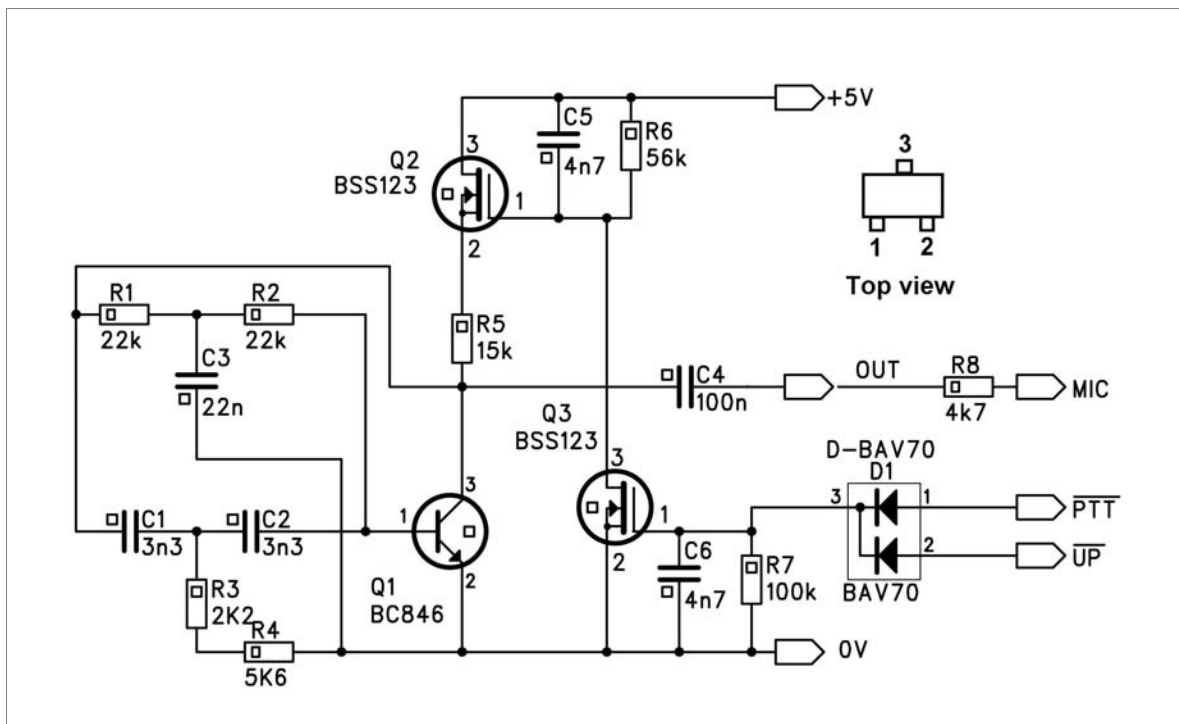 +5V
C5
4n7
R6
56k
3
Q2
BSS123
1
2
3
1 2
Top view
R1
22k
R2
22k
C3
22n
R5
15k
C4
100n
OUT
R8
4k7
MIC
Q3
BSS123
3
1
2
D-BAV70
D1
3
1
PTT
2
UP
BAV70
C1
3n3
C2
3n3
1
3
2
Q1
BC846
C6
4n7
R7
100k
R3
2K2
R4
5K6
0V